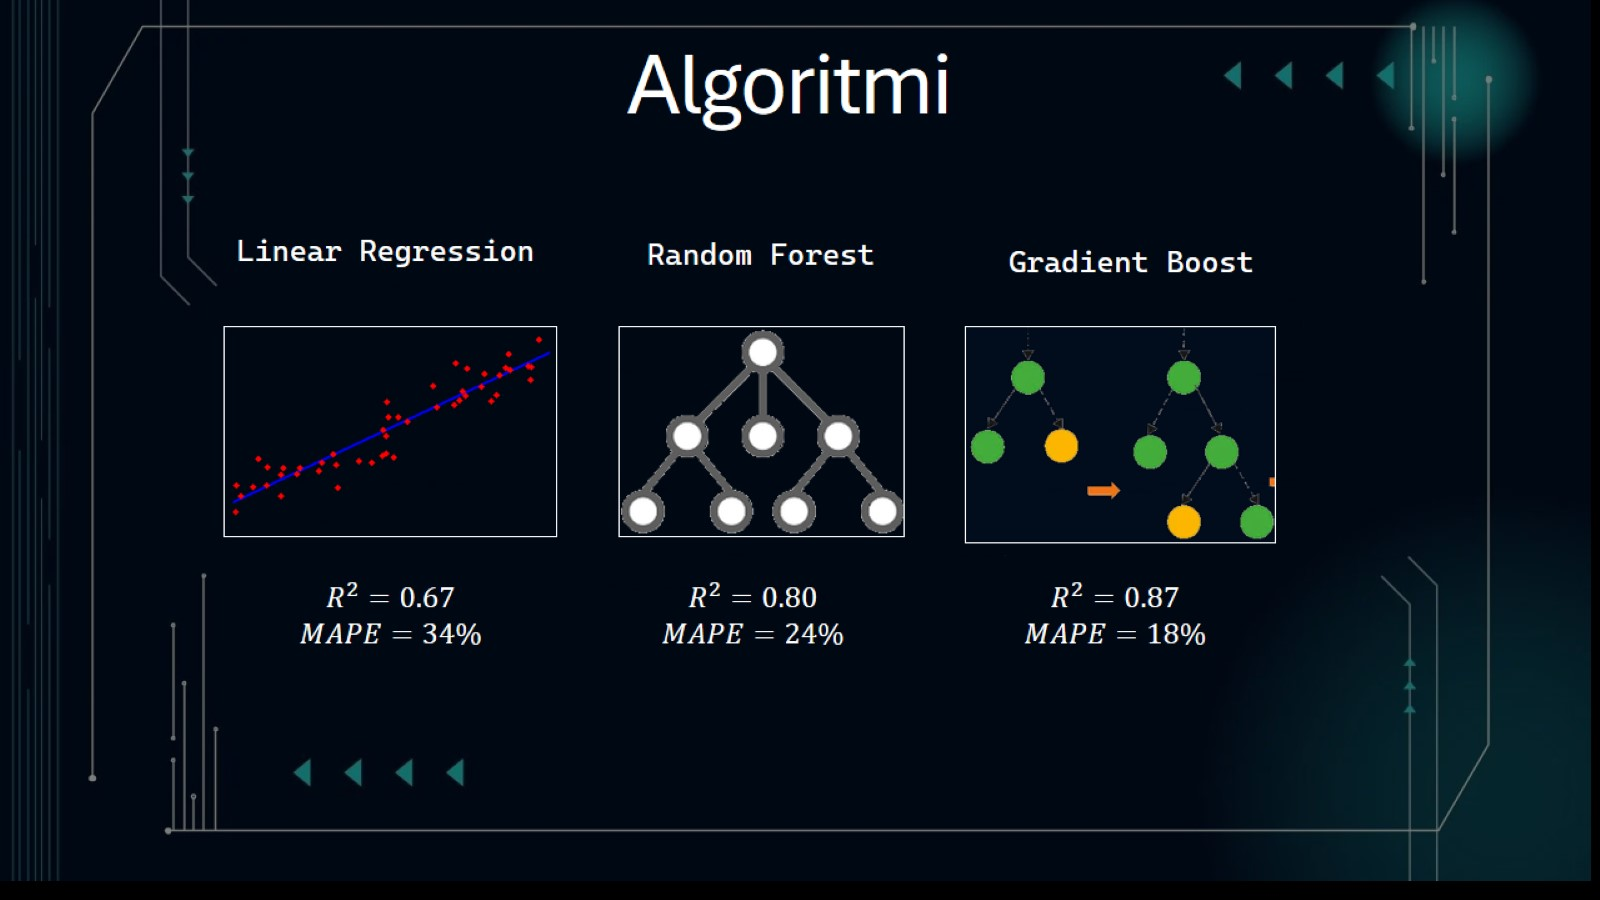 Algoritmi
Linear Regression
Random Forest
Gradient Boost
R² = 0.67
MAPE = 34%
R² = 0.80
MAPE = 24%
R² = 0.87
MAPE = 18%